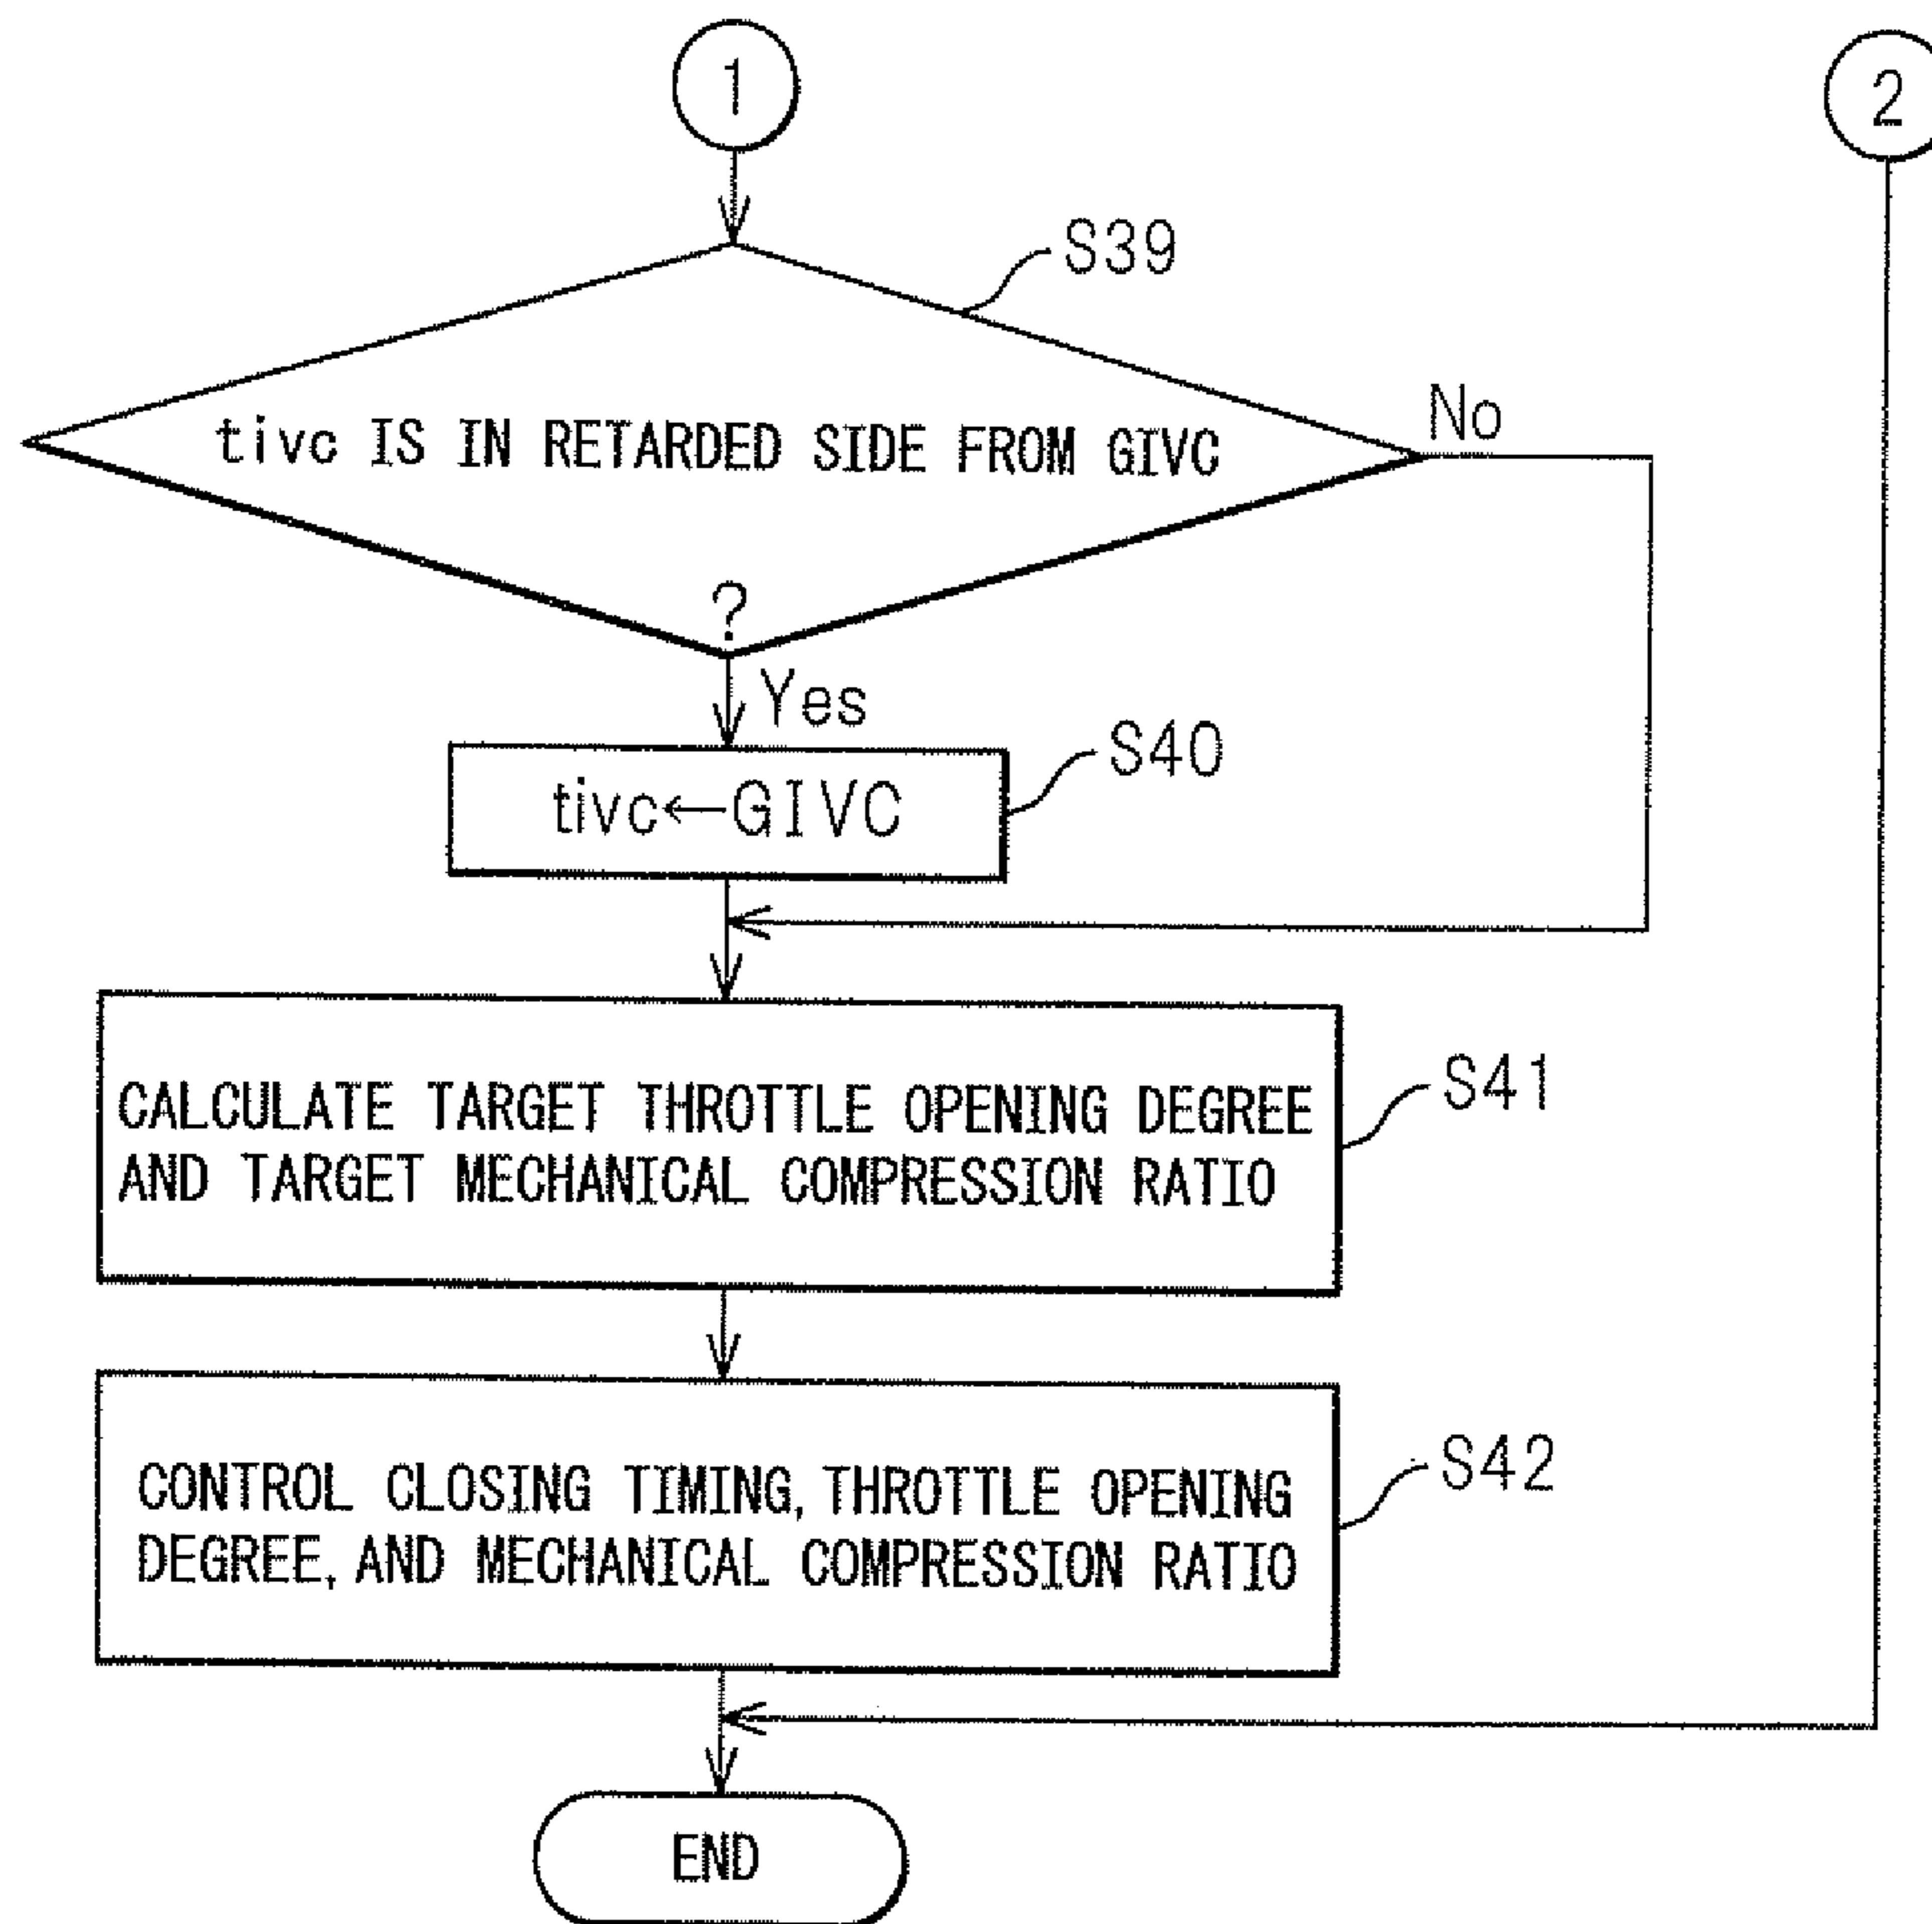 1
2
S39
tivc IS IN RETARDED SIDE FROM GIVC
?
No
Yes
S40
tivc←GIVC
S41
CALCULATE TARGET THROTTLE OPENING DEGREE
AND TARGET MECHANICAL COMPRESSION RATIO
S42
CONTROL CLOSING TIMING, THROTTLE OPENING
DEGREE, AND MECHANICAL COMPRESSION RATIO
END